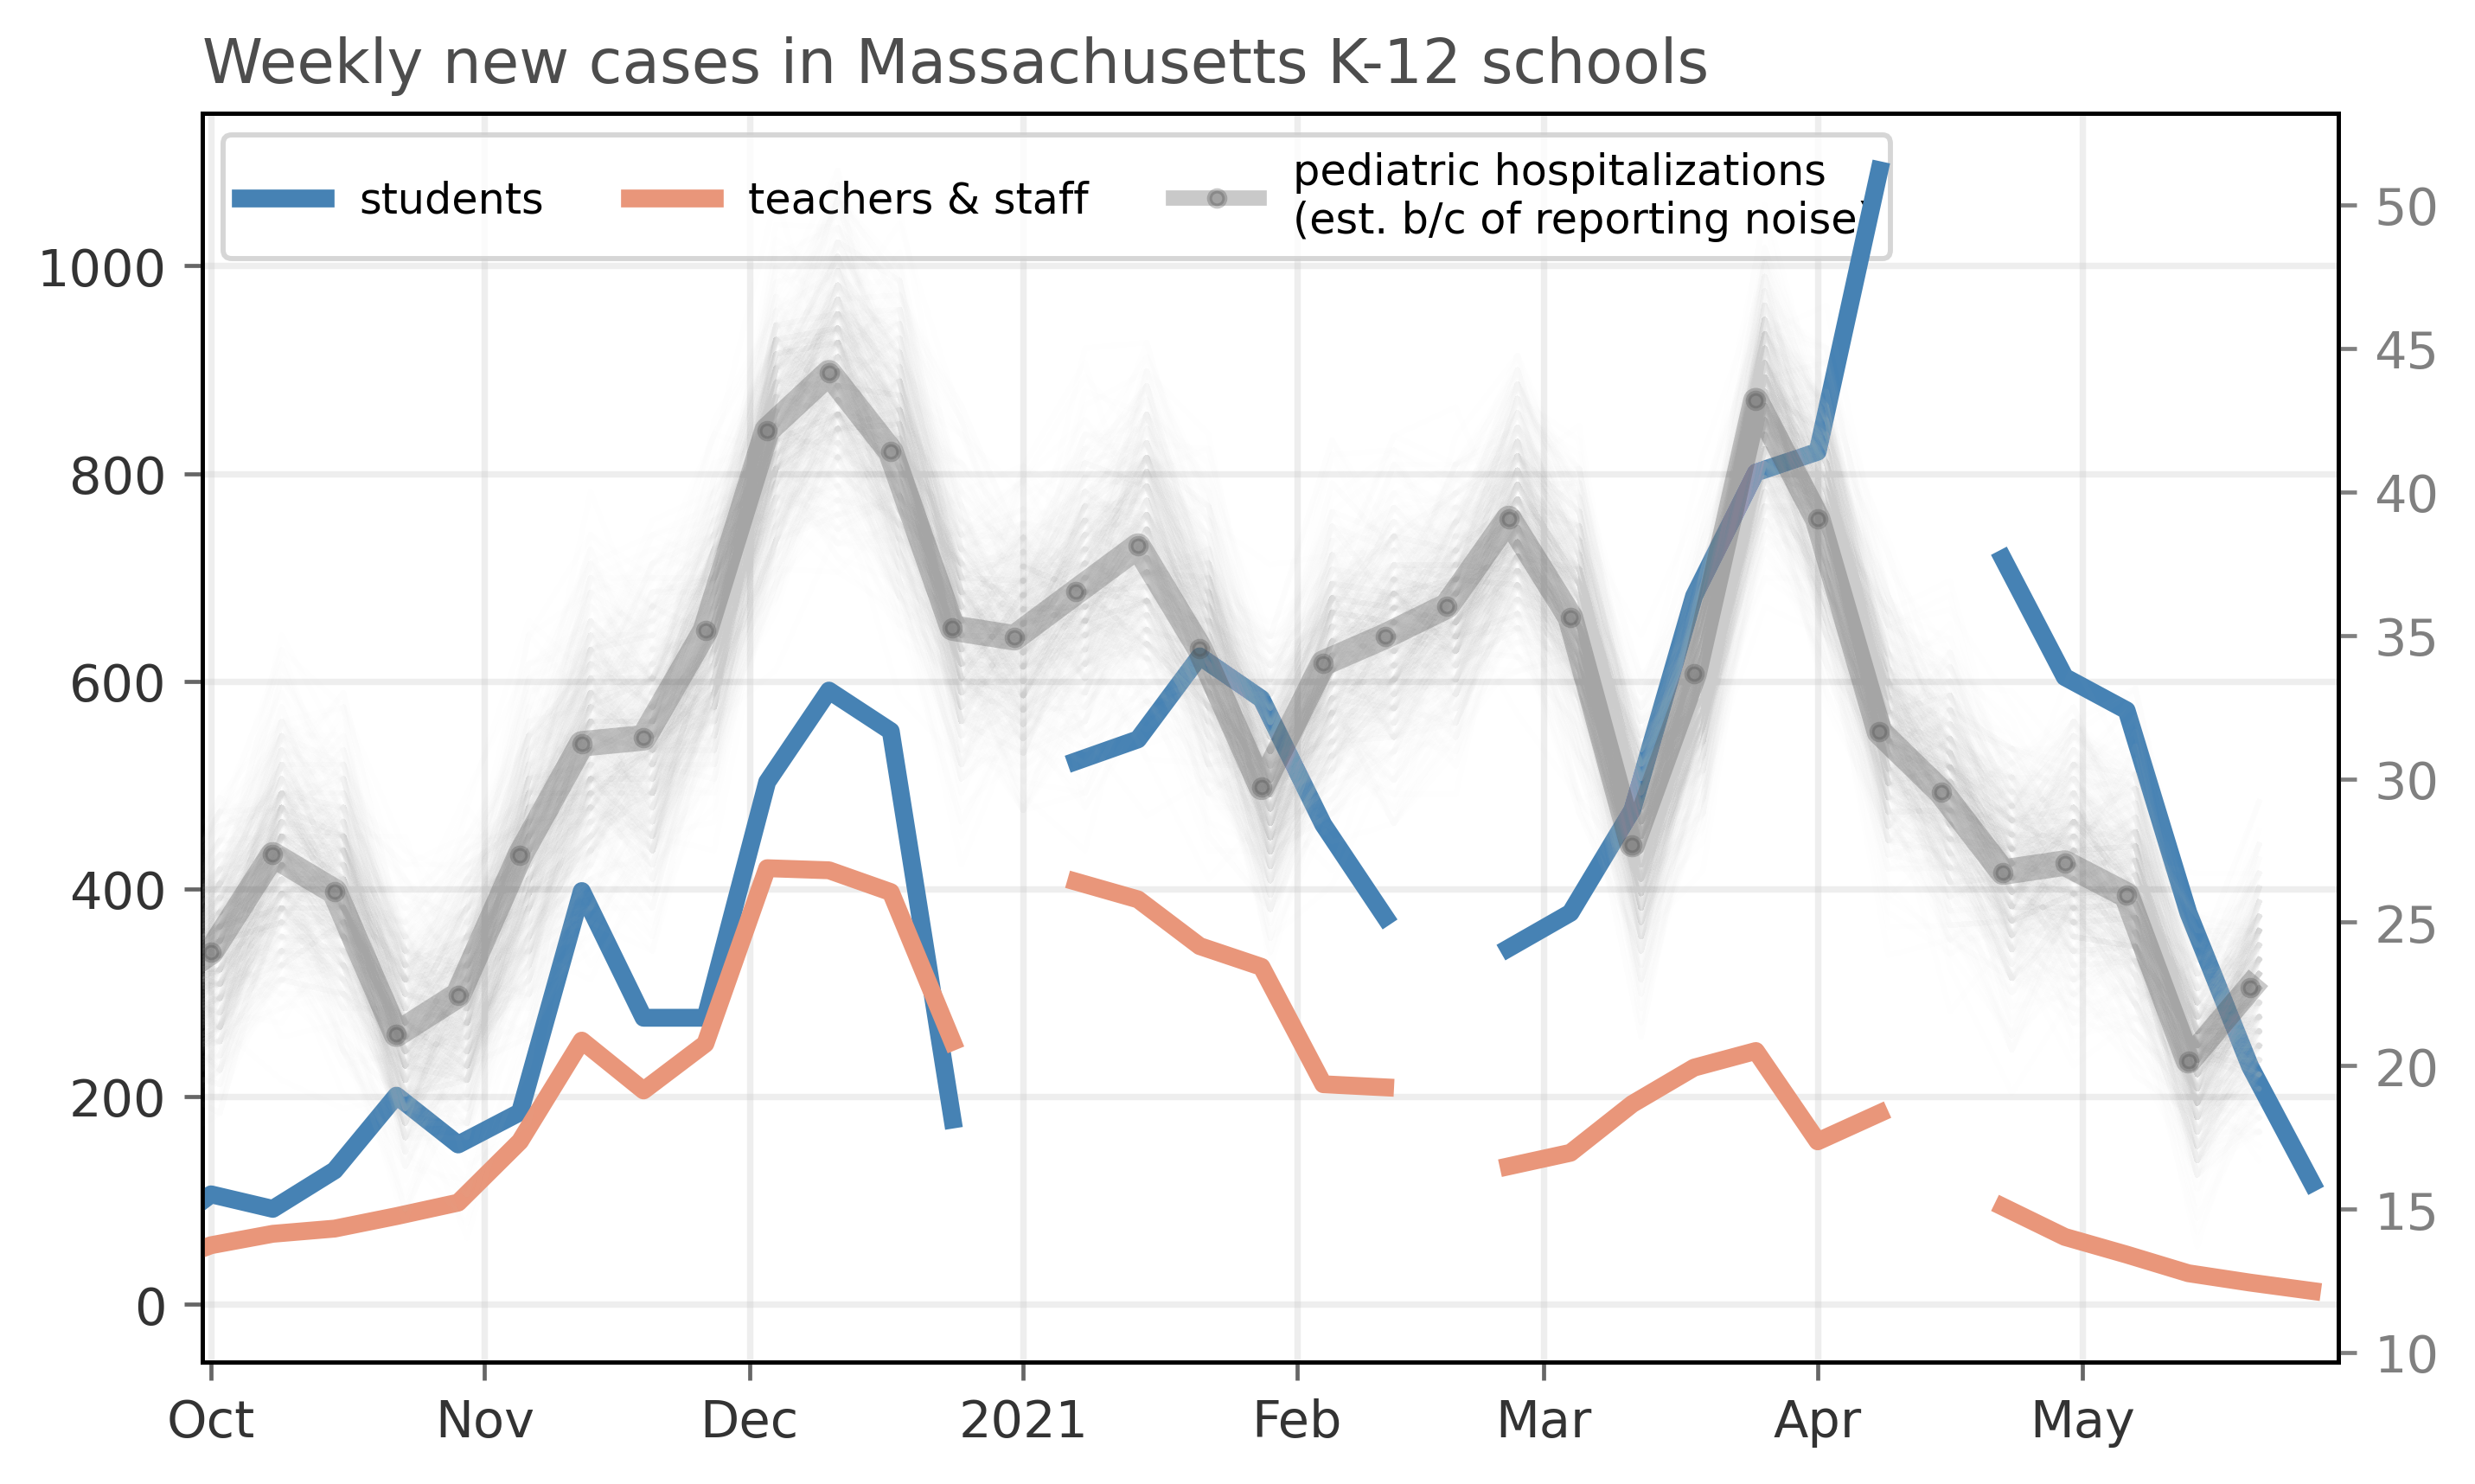 Weekly new cases in Massachusetts K-12 schools
students
teachers & staff
pediatric hospitalizations
(est. b/c of reporting noise)
1000
800
600
400
200
0
50
45
40
35
30
25
20
15
10
Oct Nov Dec 2021 Feb Mar Apr May